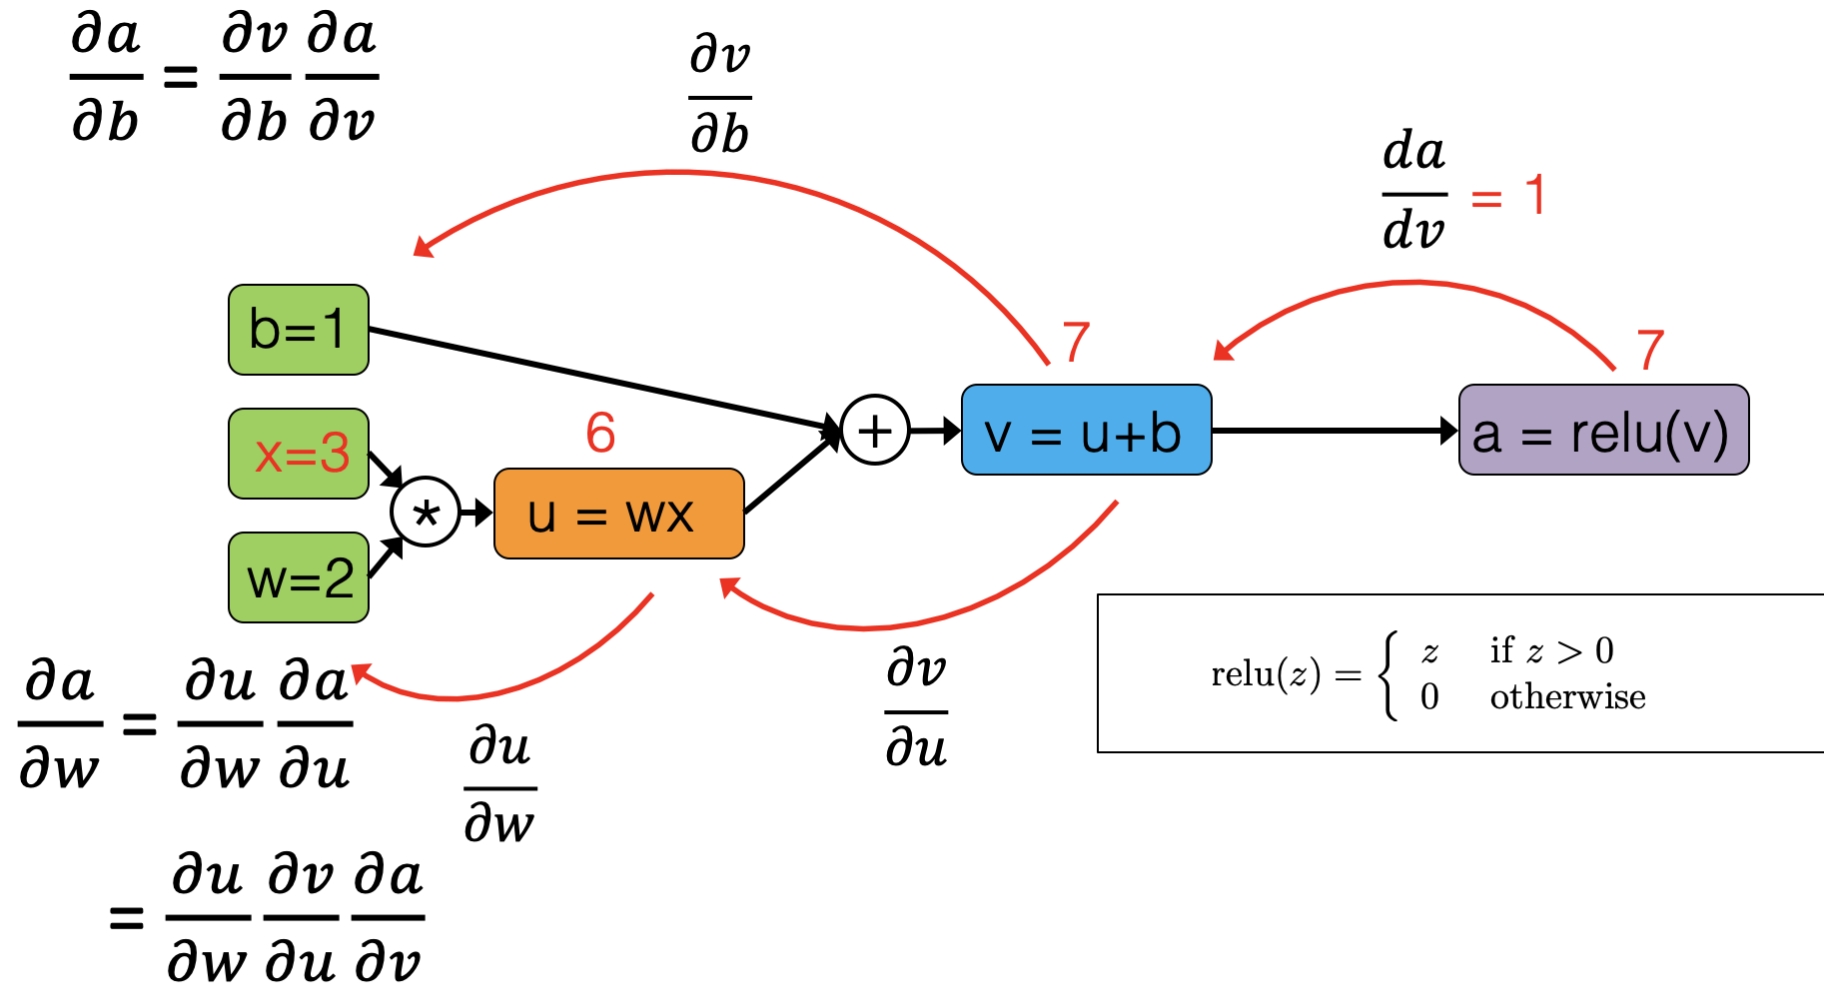 ∂a/∂b = ∂v/∂b ∂a/∂v
∂v/∂b
da/dv = 1
b=1
7
7
x=3
6
+
v = u+b
a = relu(v)
*
u = wx
w=2
relu(z) = { z if z > 0
0 otherwise
∂v/∂u
∂a/∂w = ∂u/∂w ∂a/∂u
∂u/∂w
= ∂u/∂w ∂v/∂u ∂a/∂v